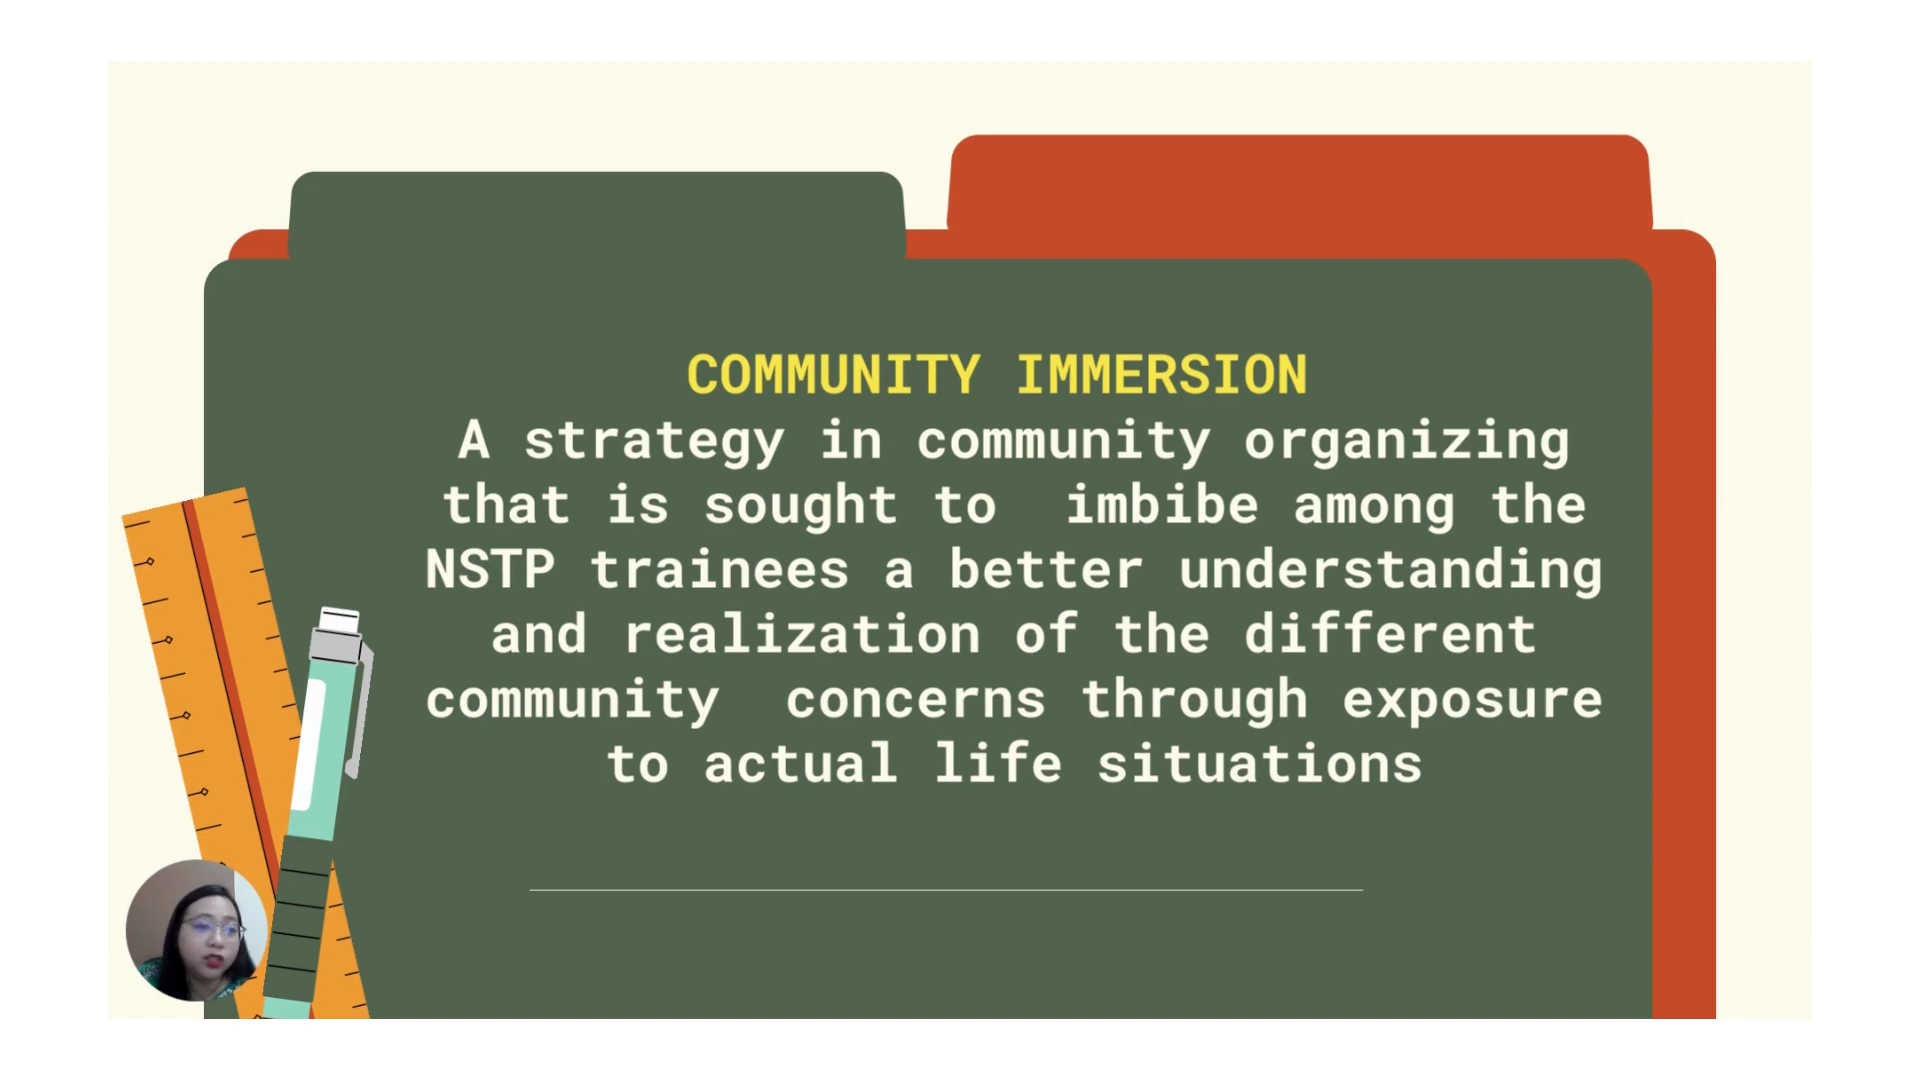 COMMUNITY IMMERSION
A strategy in community organizing
that is sought to  imbibe among the
NSTP trainees a better understanding
and realization of the different
community  concerns through exposure
to actual life situations